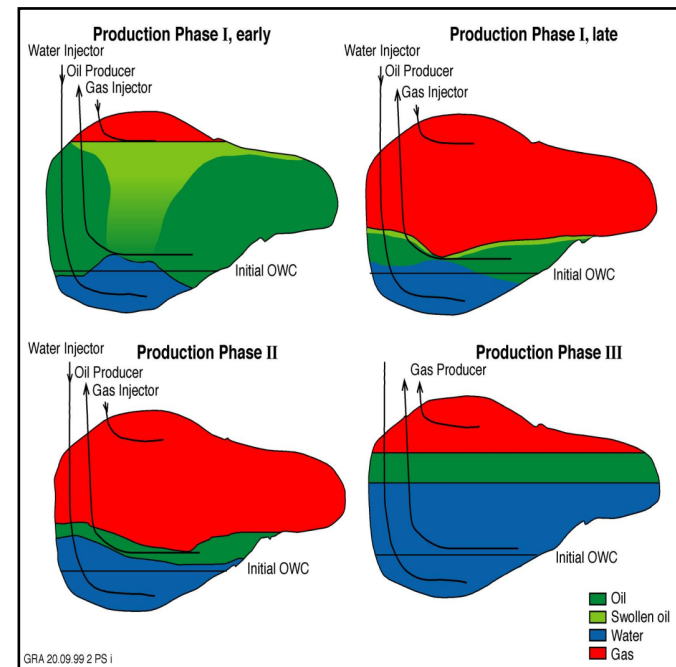 Production Phase I, early
Water Injector
Oil Producer
Gas Injector
Initial OWC
Production Phase I, late
Water Injector
Oil Producer
Gas Injector
Initial OWC
Production Phase II
Water Injector
Oil Producer
Gas Injector
Initial OWC
Production Phase III
Gas Producer
Initial OWC
Oil
Swollen oil
Water
Gas
GRA 20.09.99 2 PS i